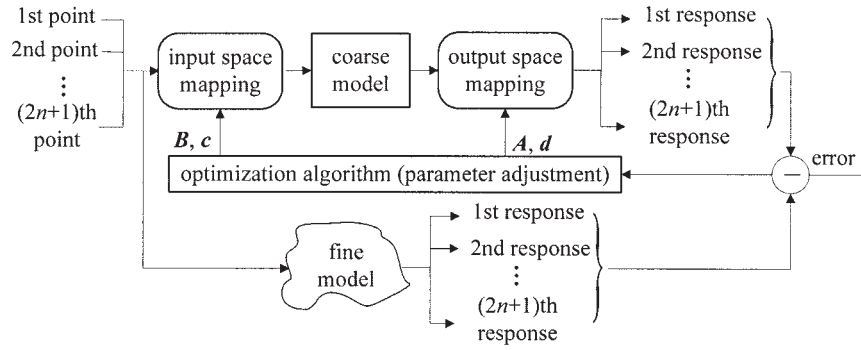 1st point
2nd point
⋮
(2n+1)th
point
input space
mapping
coarse
model
output space
mapping
1st response
2nd response
⋮
(2n+1)th
response
B, c
A, d
optimization algorithm (parameter adjustment)
−
error
fine
model
1st response
2nd response
⋮
(2n+1)th
response